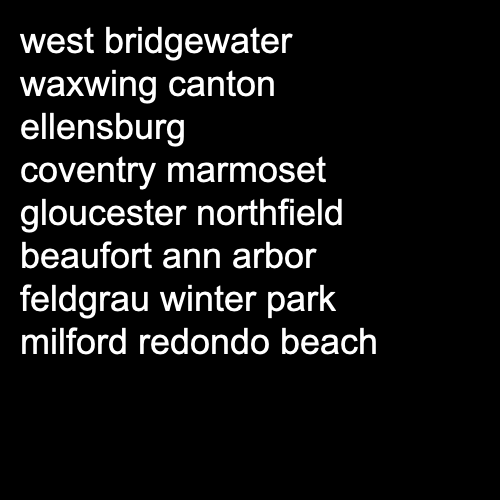 west bridgewater
waxwing canton
ellensburg
coventry marmoset
gloucester northfield
beaufort ann arbor
feldgrau winter park
milford redondo beach